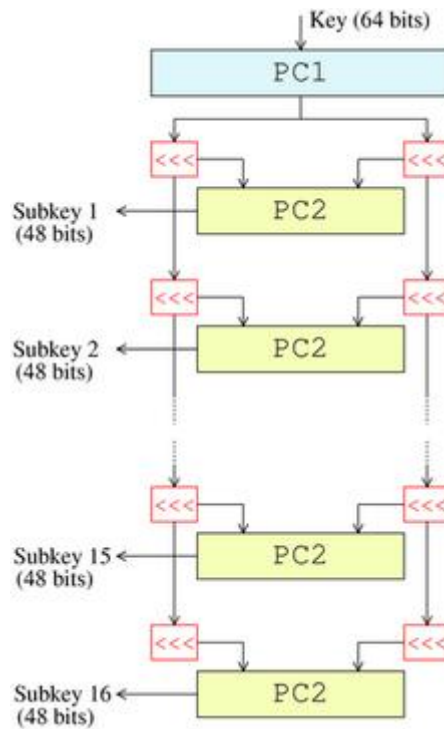 Key (64 bits)
PC1
<<< <<<
PC2
Subkey 1
(48 bits)
<<< <<<
PC2
Subkey 2
(48 bits)
<<< <<<
PC2
Subkey 15
(48 bits)
<<< <<<
PC2
Subkey 16
(48 bits)